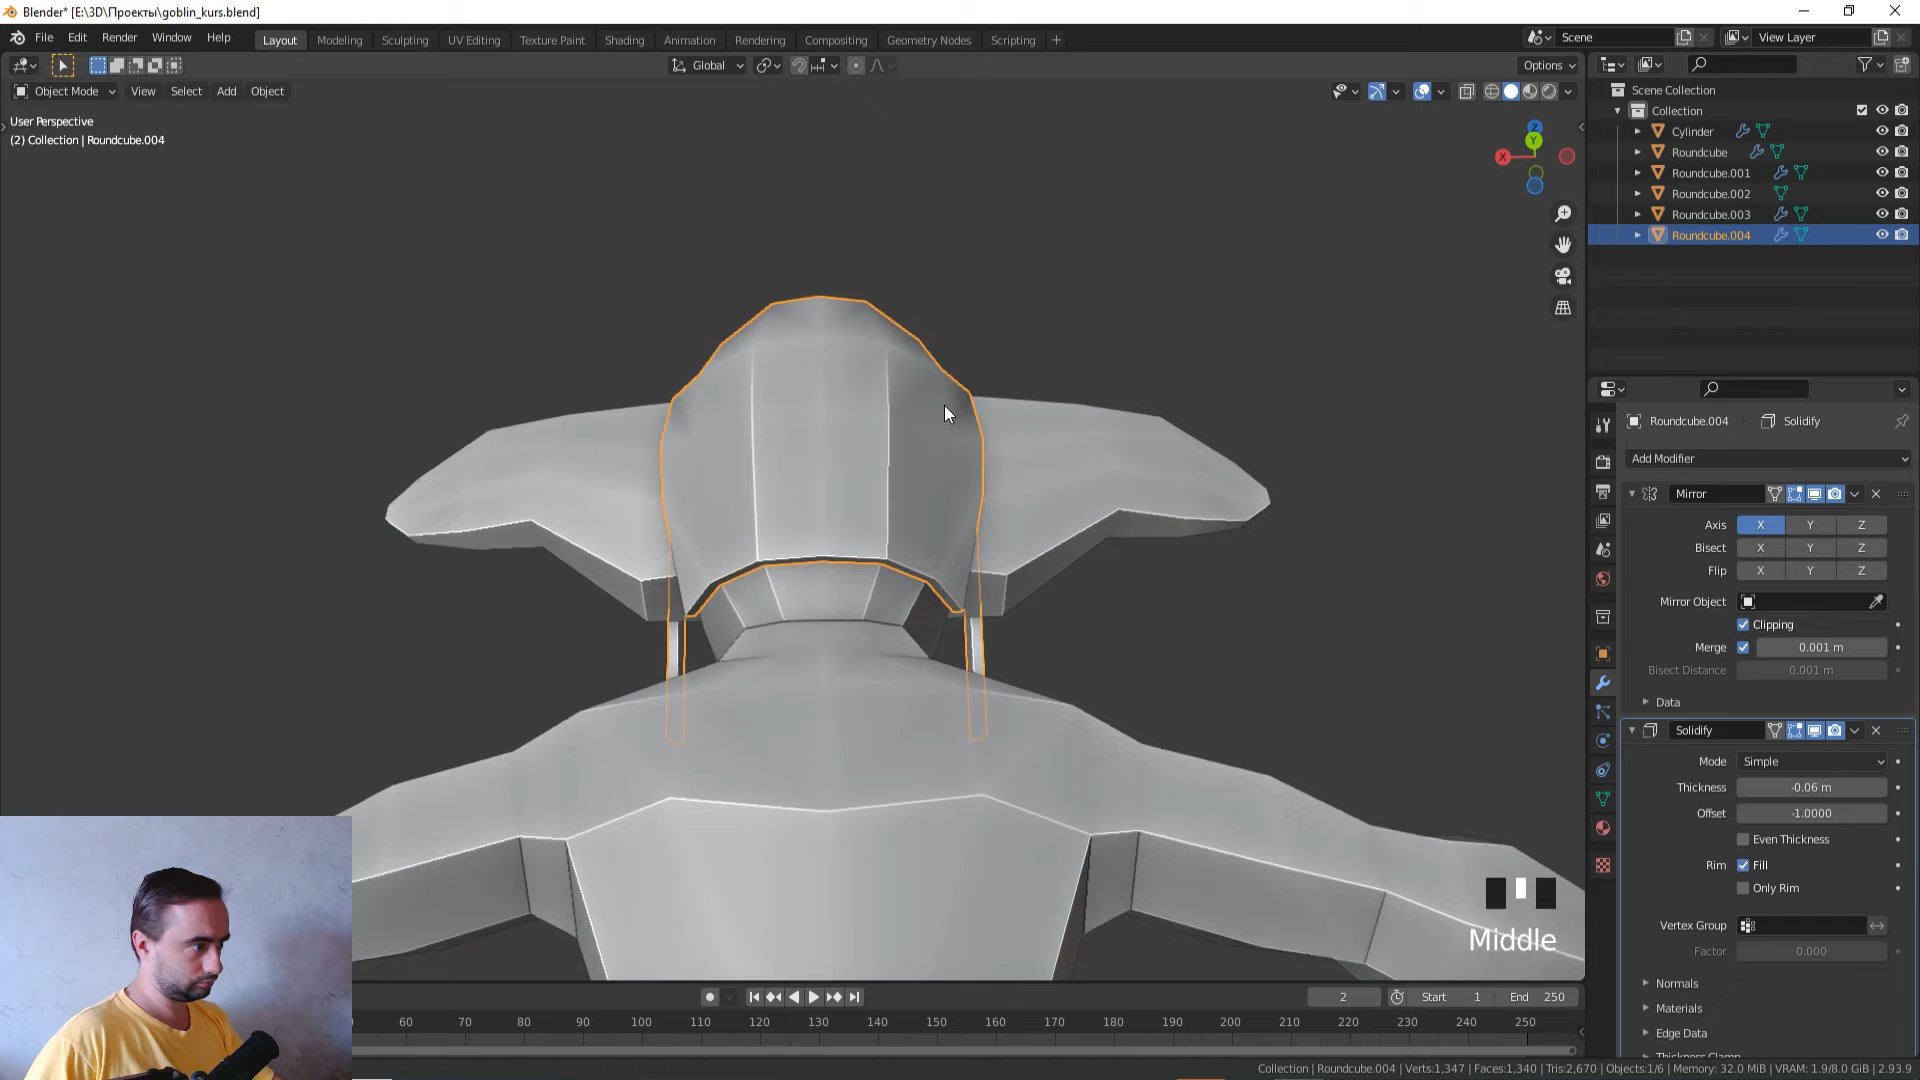 Blender* [E:\3D\Проекты\goblin_kurs.blend]
File Edit Render Window Help
Layout Modeling Sculpting UV Editing Texture Paint Shading Animation Rendering Compositing Geometry Nodes Scripting +
Scene
View Layer
Global
Options
Object Mode View Select Add Object
User Perspective
(2) Collection | Roundcube.004
X
Y
Z
Scene Collection
Collection
Cylinder
Roundcube
Roundcube.001
Roundcube.002
Roundcube.003
Roundcube.004
Roundcube.004 Solidify
Add Modifier
Mirror
Axis X Y Z
Bisect X Y Z
Flip X Y Z
Mirror Object
Clipping
Merge 0.001 m
Bisect Distance 0.001 m
Data
Solidify
Mode Simple
Thickness -0.06 m
Offset -1.0000
Even Thickness
Rim Fill
Only Rim
Vertex Group
Factor 0.000
Normals
Materials
Edge Data
Thickness Clamp
Middle
2 Start 1 End 250
60 70 80 90 100 110 120 130 140 150 160 170 180 190 200 210 220 230 240 250
Collection | Roundcube.004 | Verts:1,347 | Faces:1,340 | Tris:2,670 | Objects:1/6 | Memory: 32.0 MiB | VRAM: 1.9/8.0 GiB | 2.93.9